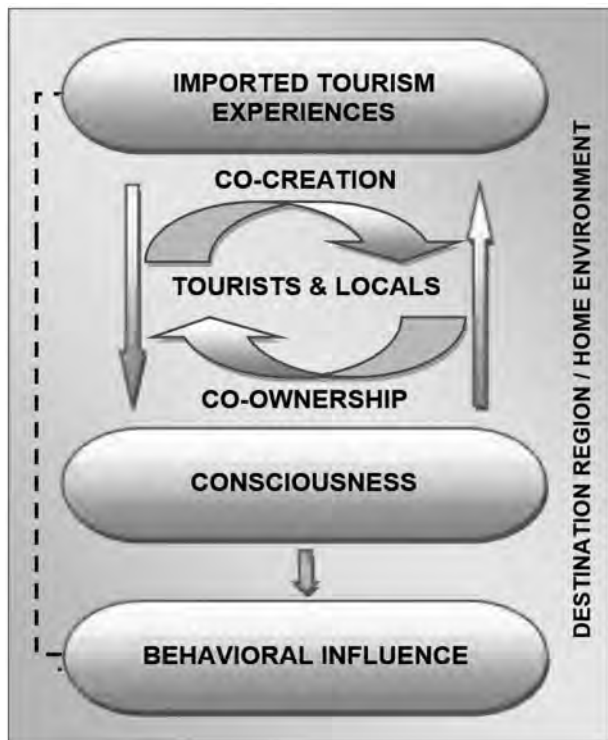 IMPORTED TOURISM
EXPERIENCES
CO-CREATION
TOURISTS & LOCALS
CO-OWNERSHIP
CONSCIOUSNESS
BEHAVIORAL INFLUENCE
DESTINATION REGION / HOME ENVIRONMENT